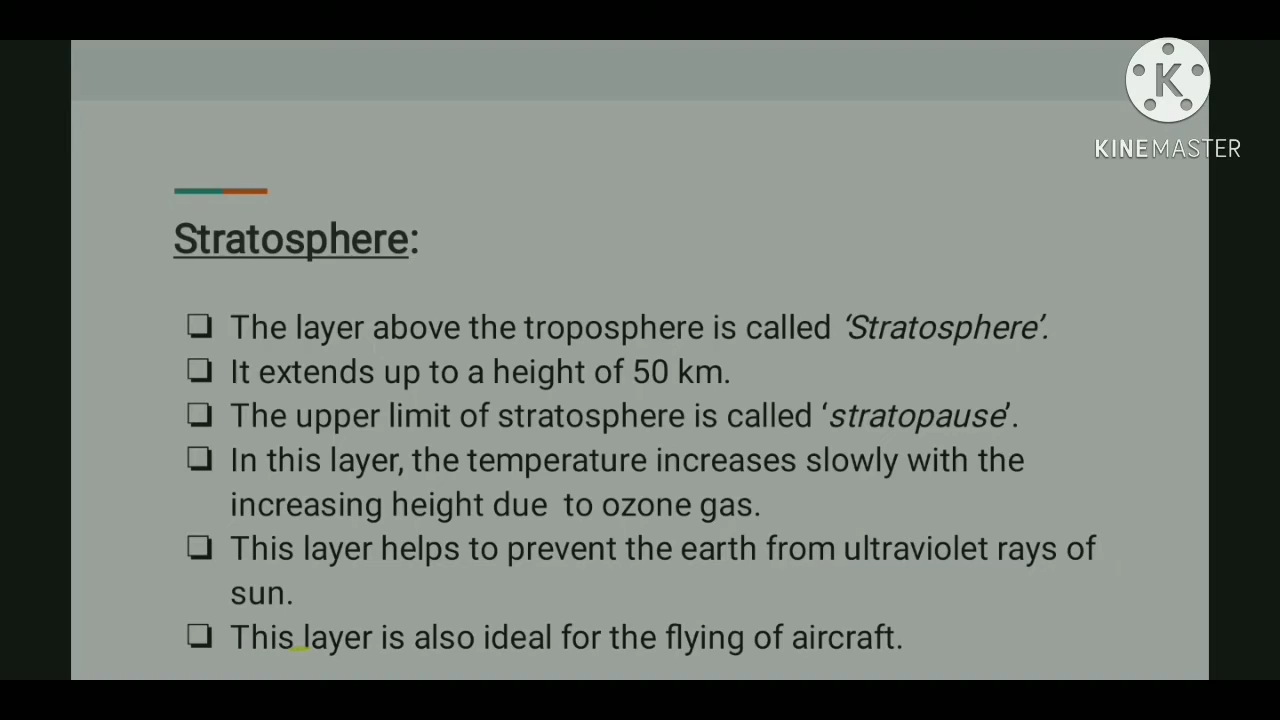 K
KINEMASTER
Stratosphere:
❏ The layer above the troposphere is called ‘Stratosphere’.
❏ It extends up to a height of 50 km.
❏ The upper limit of stratosphere is called ‘stratopause’.
❏ In this layer, the temperature increases slowly with the
increasing height due  to ozone gas.
❏ This layer helps to prevent the earth from ultraviolet rays of
sun.
❏ This layer is also ideal for the flying of aircraft.